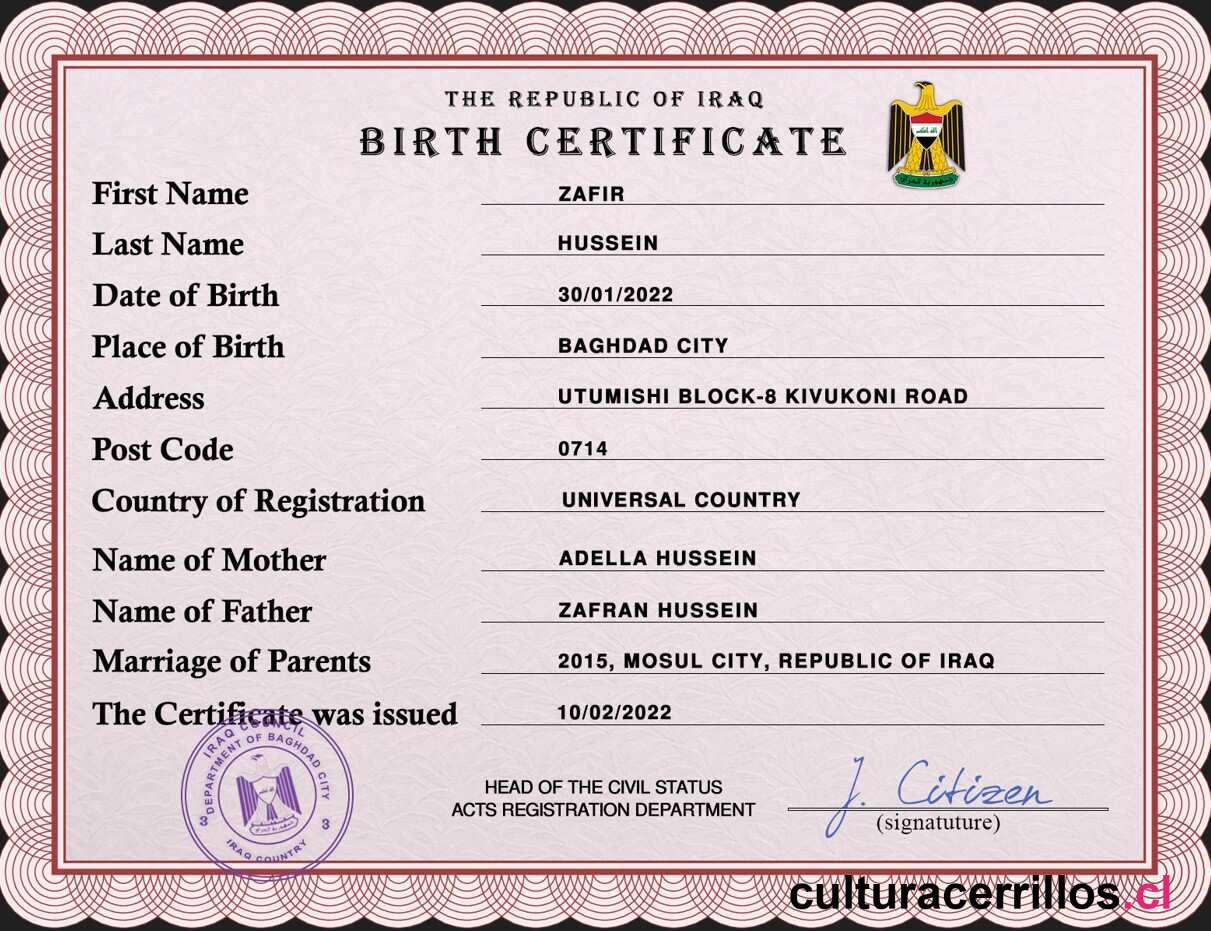 THE REPUBLIC OF IRAQ
BIRTH CERTIFICATE
First Name ZAFIR
Last Name HUSSEIN
Date of Birth 30/01/2022
Place of Birth BAGHDAD CITY
Address UTUMISHI BLOCK-8 KIVUKONI ROAD
Post Code 0714
Country of Registration UNIVERSAL COUNTRY
Name of Mother ADELLA HUSSEIN
Name of Father ZAFRAN HUSSEIN
Marriage of Parents 2015, MOSUL CITY, REPUBLIC OF IRAQ
The Certificate was issued 10/02/2022
IRAQ COUNCIL
DEPARTMENT OF BAGHDAD CITY
3 3
IRAQ COUNTRY
HEAD OF THE CIVIL STATUS
ACTS REGISTRATION DEPARTMENT
J. Citizen
(signatuture)
culturacerrillos.cl